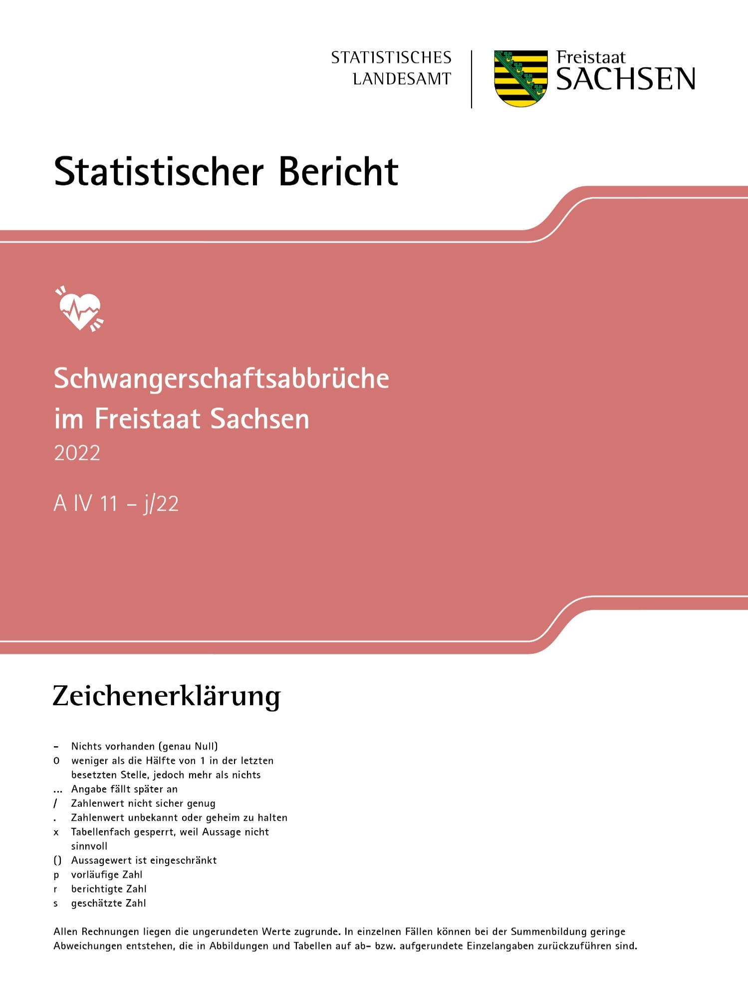 STATISTISCHES
LANDESAMT
Freistaat
SACHSEN
Statistischer Bericht
Schwangerschaftsabbrüche
im Freistaat Sachsen
2022
A IV 11 – j/22
Zeichenerklärung
– Nichts vorhanden (genau Null)
0 weniger als die Hälfte von 1 in der letzten
besetzten Stelle, jedoch mehr als nichts
... Angabe fällt später an
/ Zahlenwert nicht sicher genug
. Zahlenwert unbekannt oder geheim zu halten
x Tabellenfach gesperrt, weil Aussage nicht
sinnvoll
() Aussagewert ist eingeschränkt
p vorläufige Zahl
r berichtigte Zahl
s geschätzte Zahl
Allen Rechnungen liegen die ungerundeten Werte zugrunde. In einzelnen Fällen können bei der Summenbildung geringe
Abweichungen entstehen, die in Abbildungen und Tabellen auf ab- bzw. aufgerundete Einzelangaben zurückzuführen sind.